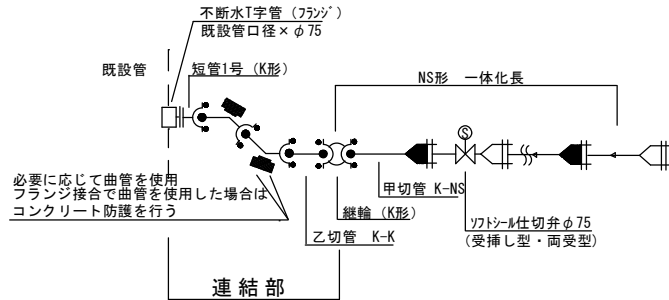 不断水T字管（フランジ）
既設管口径×φ75
既設管
短管1号（K形）
NS形　一体化長
Ⓢ
必要に応じて曲管を使用
フランジ接合で曲管を使用した場合は
コンクリート防護を行う
甲切管 K-NS
継輪（K形）
乙切管　K-K
ソフトシール仕切弁φ75
（受挿し型・両受型）
連結部